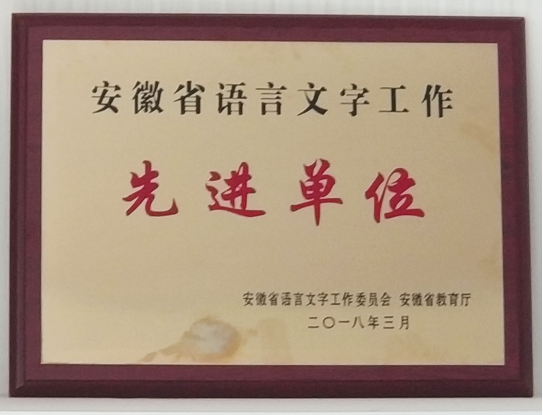 安徽省语言文字工作
先进单位
安徽省语言文字工作委员会 安徽省教育厅
二〇一八年三月